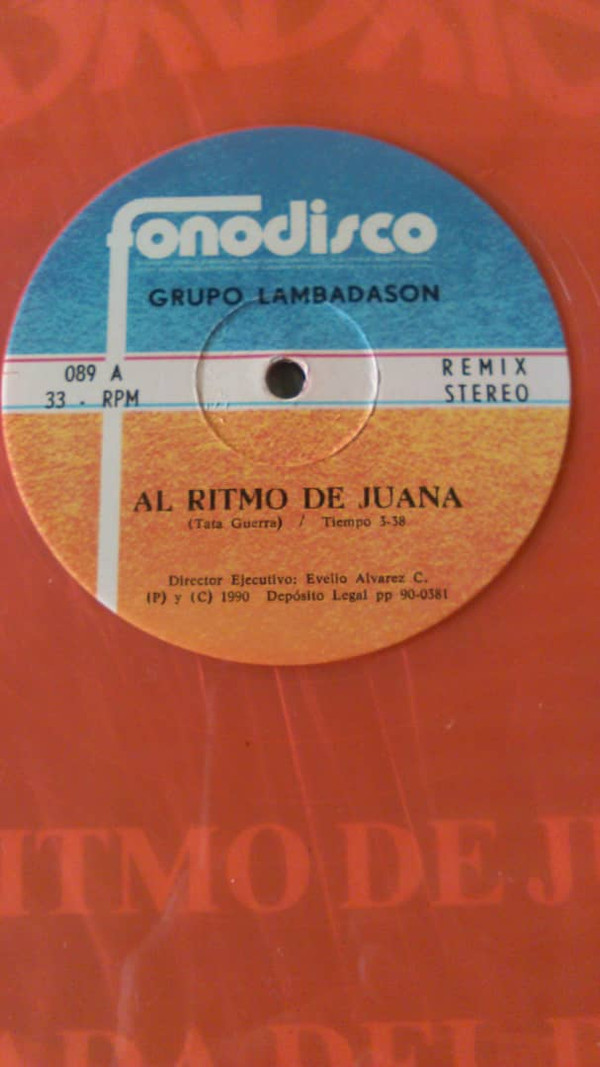 fonodisco
GRUPO LAMBADASON
089 A
33 - RPM
REMIX
STEREO
AL RITMO DE JUANA
(Tata Guerra) / Tiempo 3-38
Director Ejecutivo: Evelio Alvarez C.
(P) y (C) 1990 Depósito Legal pp 90-0381
ITMO DE JU